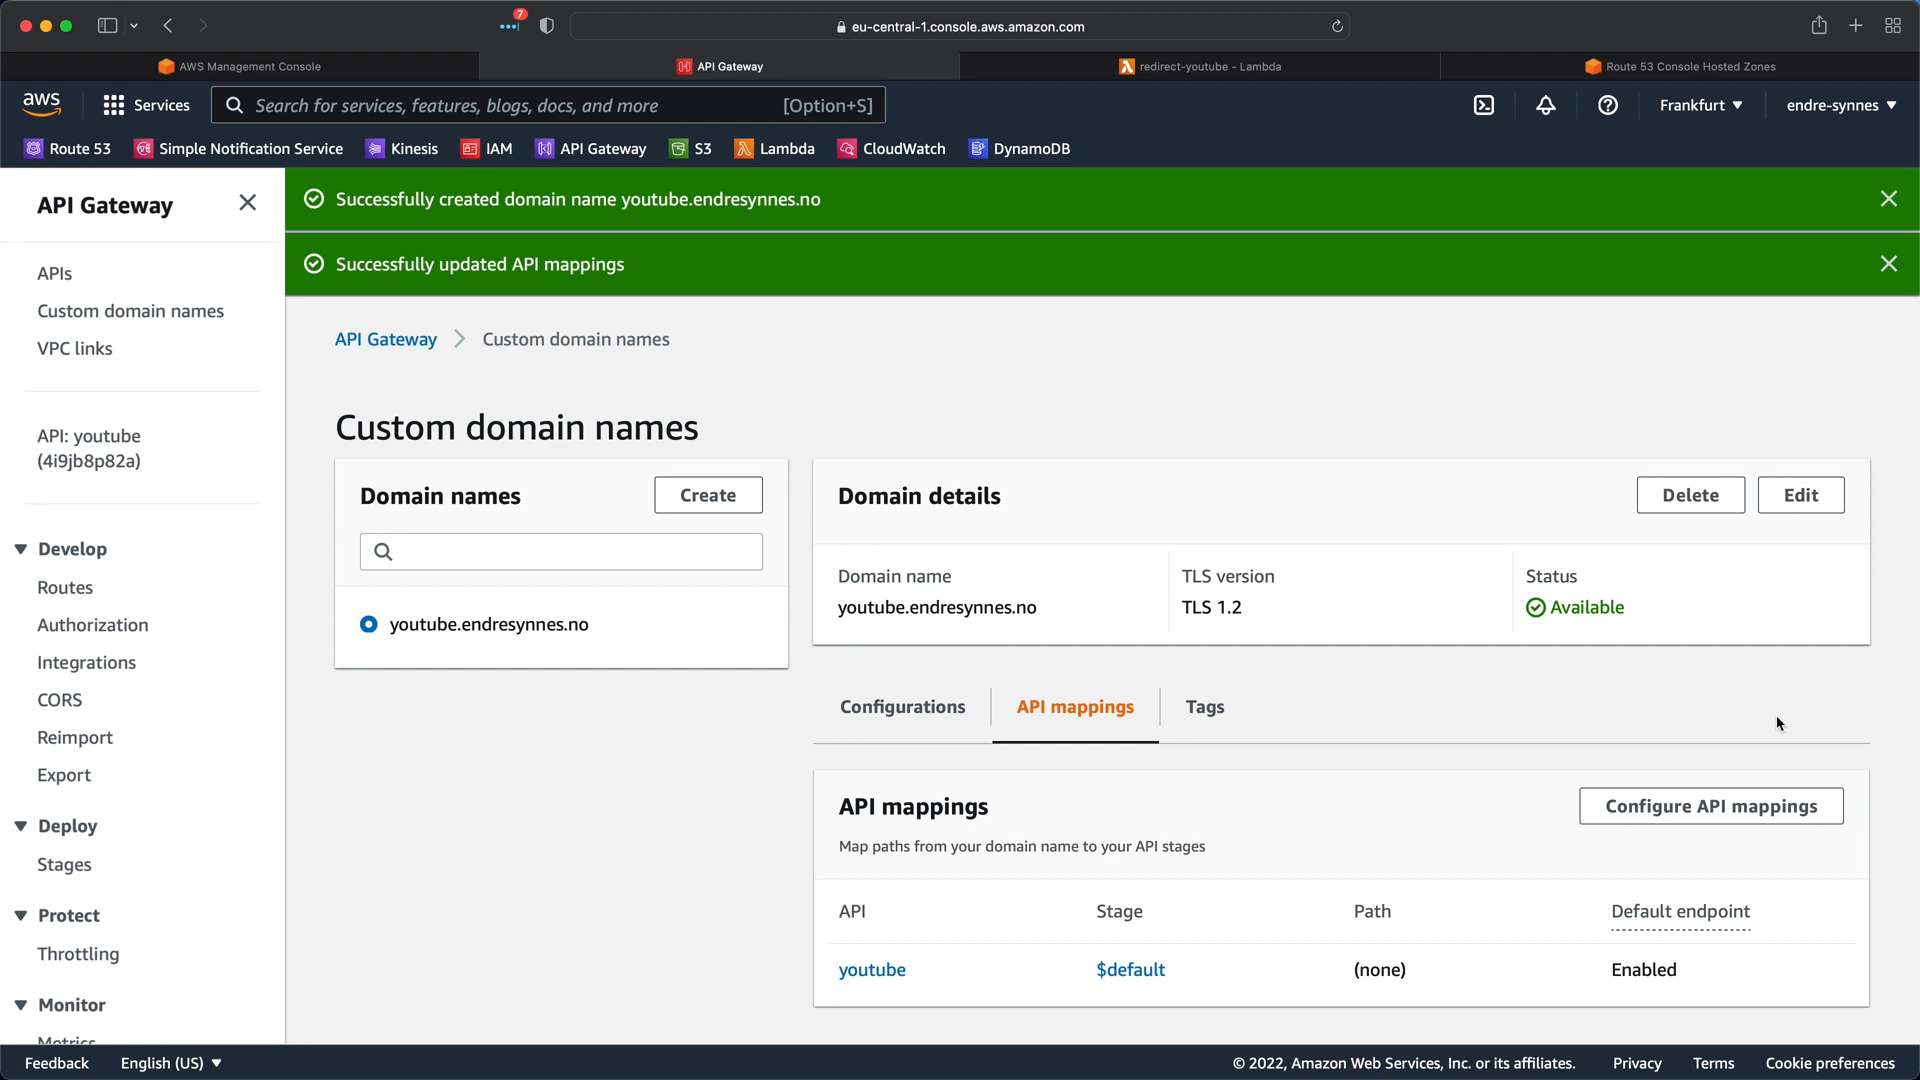 7
eu-central-1.console.aws.amazon.com
AWS Management Console
API Gateway
redirect-youtube - Lambda
Route 53 Console Hosted Zones
aws
Services
Search for services, features, blogs, docs, and more
[Option+S]
Frankfurt
endre-synnes
Route 53
Simple Notification Service
Kinesis
IAM
API Gateway
S3
Lambda
CloudWatch
DynamoDB
API Gateway
APIs
Custom domain names
VPC links
API: youtube
(4i9jb8p82a)
Develop
Routes
Authorization
Integrations
CORS
Reimport
Export
Deploy
Stages
Protect
Throttling
Monitor
Metrics
Successfully created domain name youtube.endresynnes.no
Successfully updated API mappings
API Gateway
Custom domain names
Custom domain names
Domain names
Create
youtube.endresynnes.no
Domain details
Delete
Edit
Domain name
youtube.endresynnes.no
TLS version
TLS 1.2
Status
Available
Configurations
API mappings
Tags
API mappings
Configure API mappings
Map paths from your domain name to your API stages
API
Stage
Path
Default endpoint
youtube
$default
(none)
Enabled
Feedback
English (US)
© 2022, Amazon Web Services, Inc. or its affiliates.
Privacy
Terms
Cookie preferences